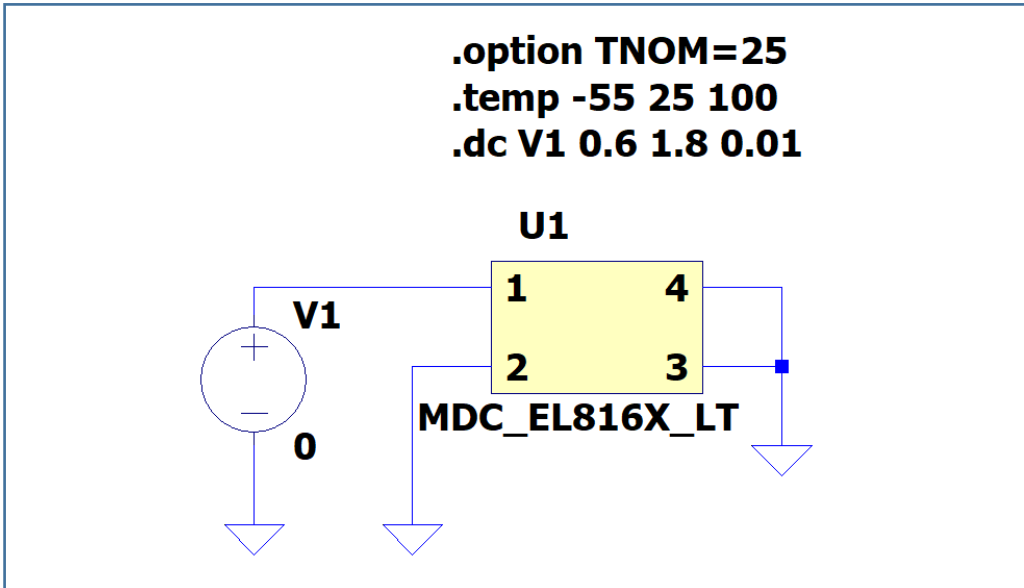 .option TNOM=25
.temp -55 25 100
.dc V1 0.6 1.8 0.01
U1
1 4
V1
2 3
MDC_EL816X_LT
0